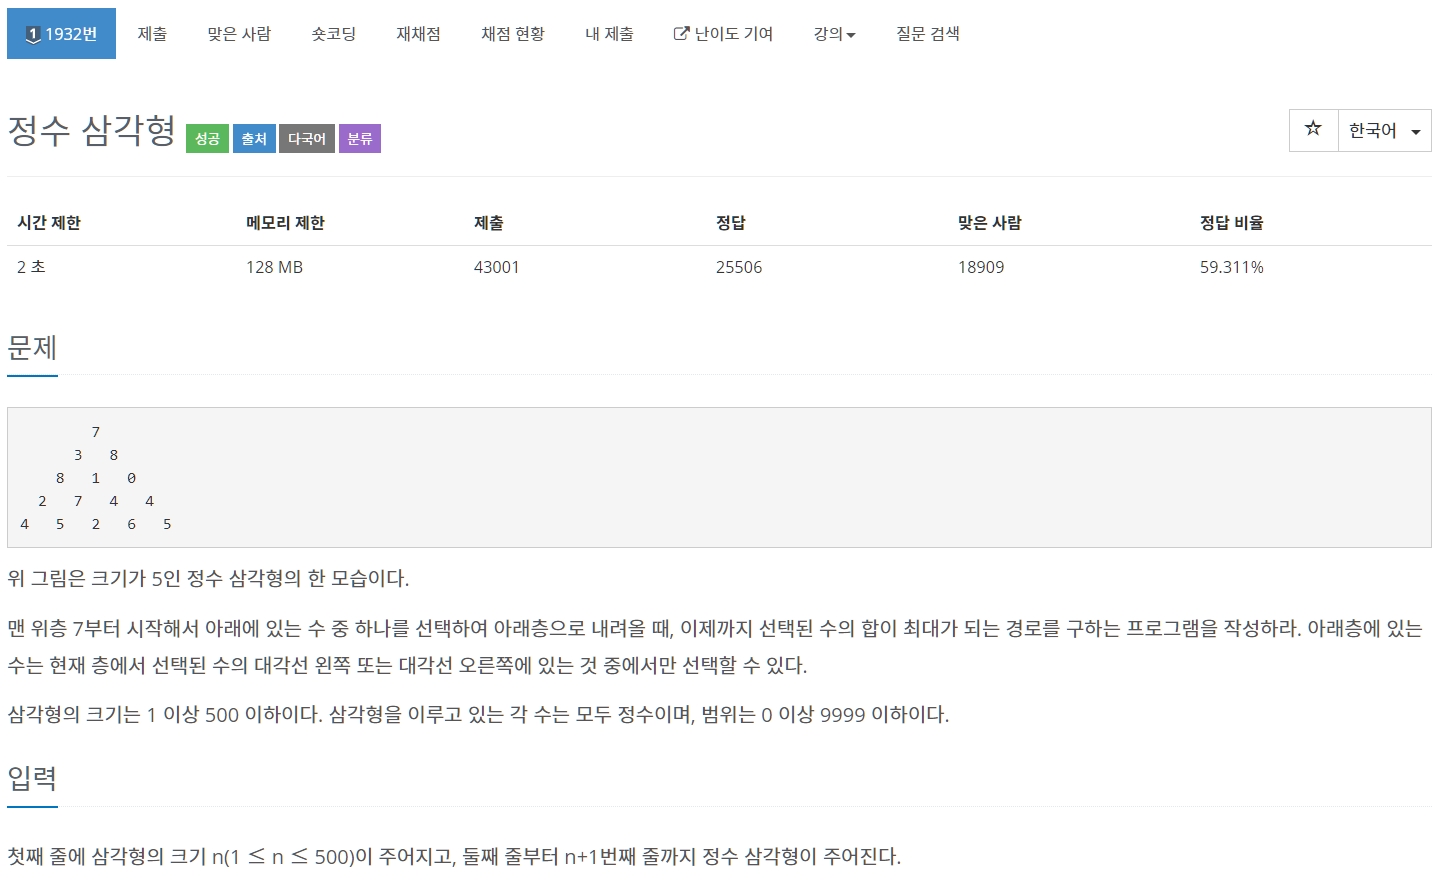 1 1932번 제출 맞은 사람 숏코딩 재채점 채점 현황 내 제출 난이도 기여 강의 질문 검색
정수 삼각형 성공 출처 다국어 분류 ☆ 한국어
시간 제한 메모리 제한 제출 정답 맞은 사람 정답 비율
2 초 128 MB 43001 25506 18909 59.311%
문제
7
3 8
8 1 0
2 7 4 4
4 5 2 6 5
위 그림은 크기가 5인 정수 삼각형의 한 모습이다.
맨 위층 7부터 시작해서 아래에 있는 수 중 하나를 선택하여 아래층으로 내려올 때, 이제까지 선택된 수의 합이 최대가 되는 경로를 구하는 프로그램을 작성하라. 아래층에 있는
수는 현재 층에서 선택된 수의 대각선 왼쪽 또는 대각선 오른쪽에 있는 것 중에서만 선택할 수 있다.
삼각형의 크기는 1 이상 500 이하이다. 삼각형을 이루고 있는 각 수는 모두 정수이며, 범위는 0 이상 9999 이하이다.
입력
첫째 줄에 삼각형의 크기 n(1 ≤ n ≤ 500)이 주어지고, 둘째 줄부터 n+1번째 줄까지 정수 삼각형이 주어진다.